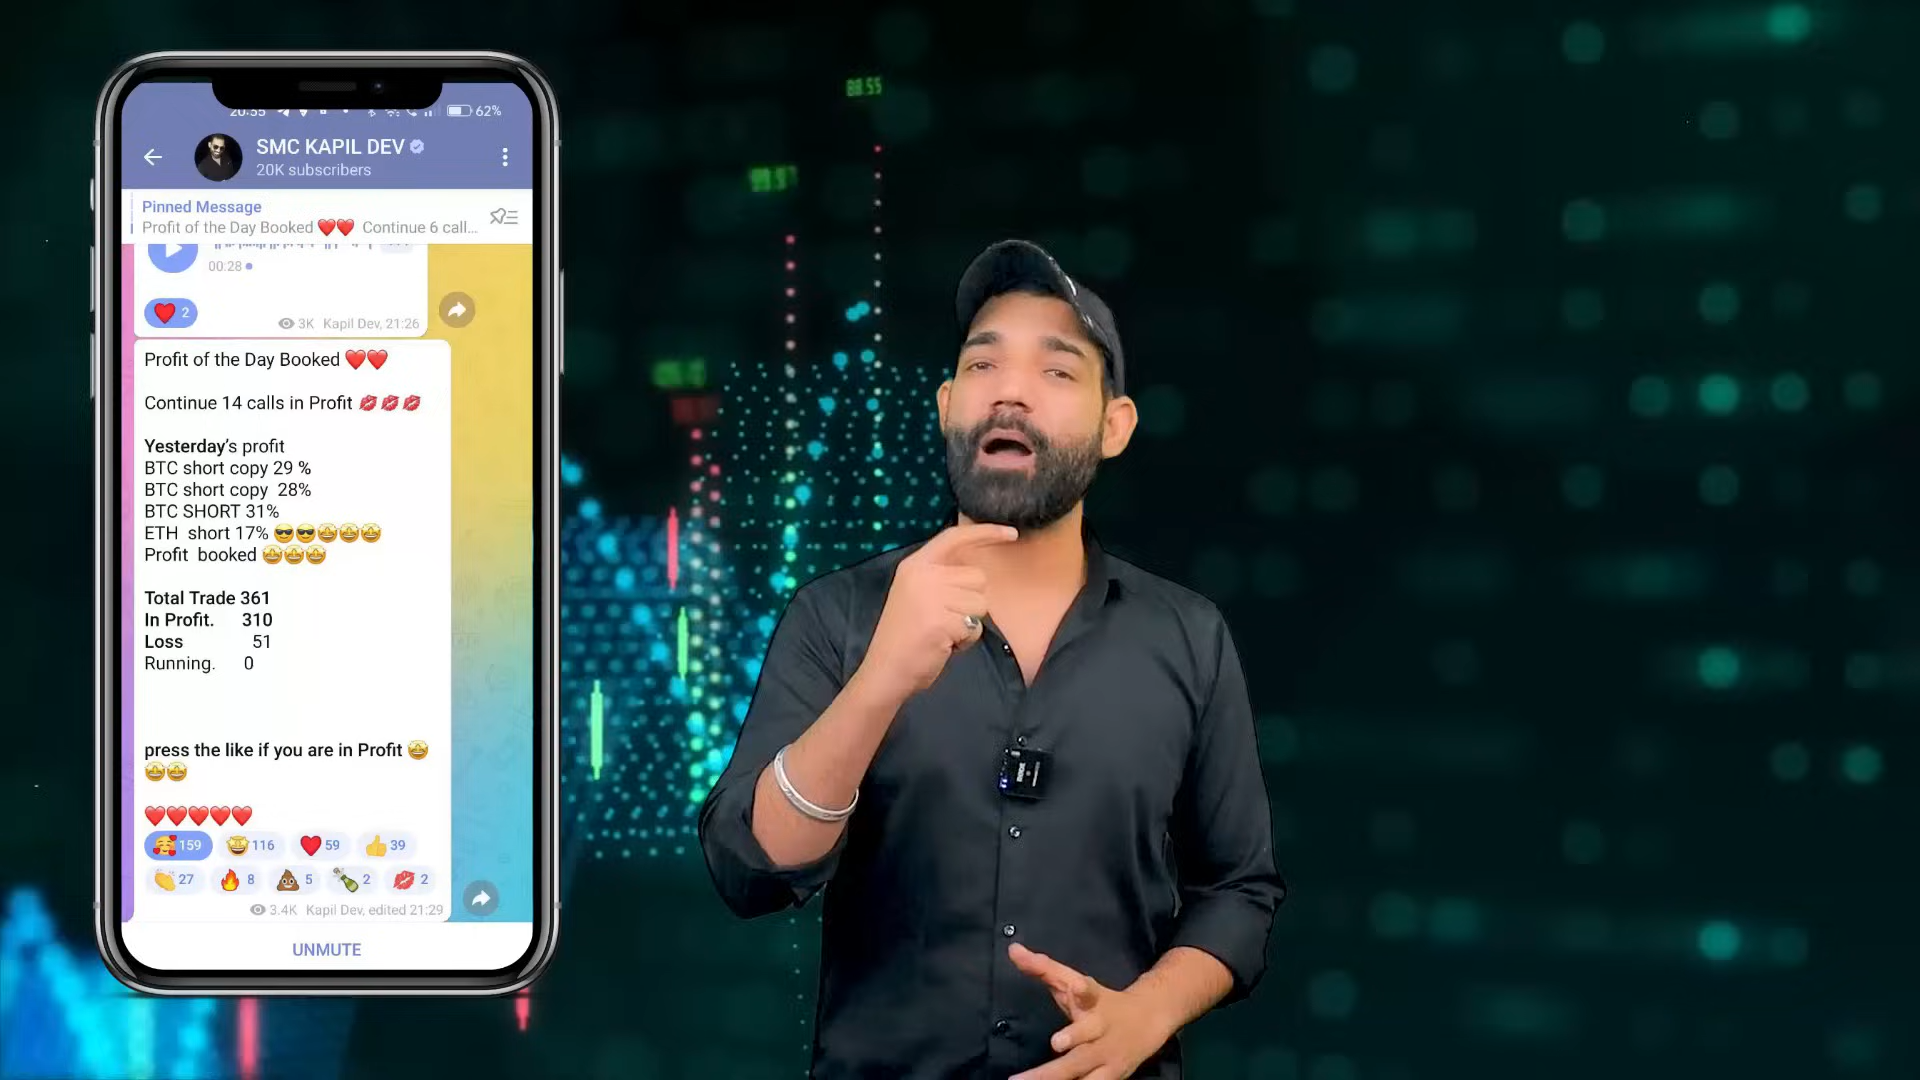 88.55
20:55 62%
SMC KAPIL DEV
20K subscribers
Pinned Message
Profit of the Day Booked ❤️❤️ Continue 6 call...
00:28
❤️ 2
3K Kapil Dev, 21:26
Profit of the Day Booked ❤️❤️
Continue 14 calls in Profit 💋💋💋
Yesterday's profit
BTC short copy 29 %
BTC short copy 28%
BTC SHORT 31%
ETH short 17% 😎😎🤩🤩🤩
Profit booked 🤩🤩🤩
Total Trade 361
In Profit. 310
Loss 51
Running. 0
press the like if you are in Profit 🤩
🤩🤩
❤️❤️❤️❤️❤️
🥰 159 🤩 116 ❤️ 59 👍 39
👏 27 🔥 8 💩 5 🍾 2 💋 2
3.4K Kapil Dev, edited 21:29
UNMUTE